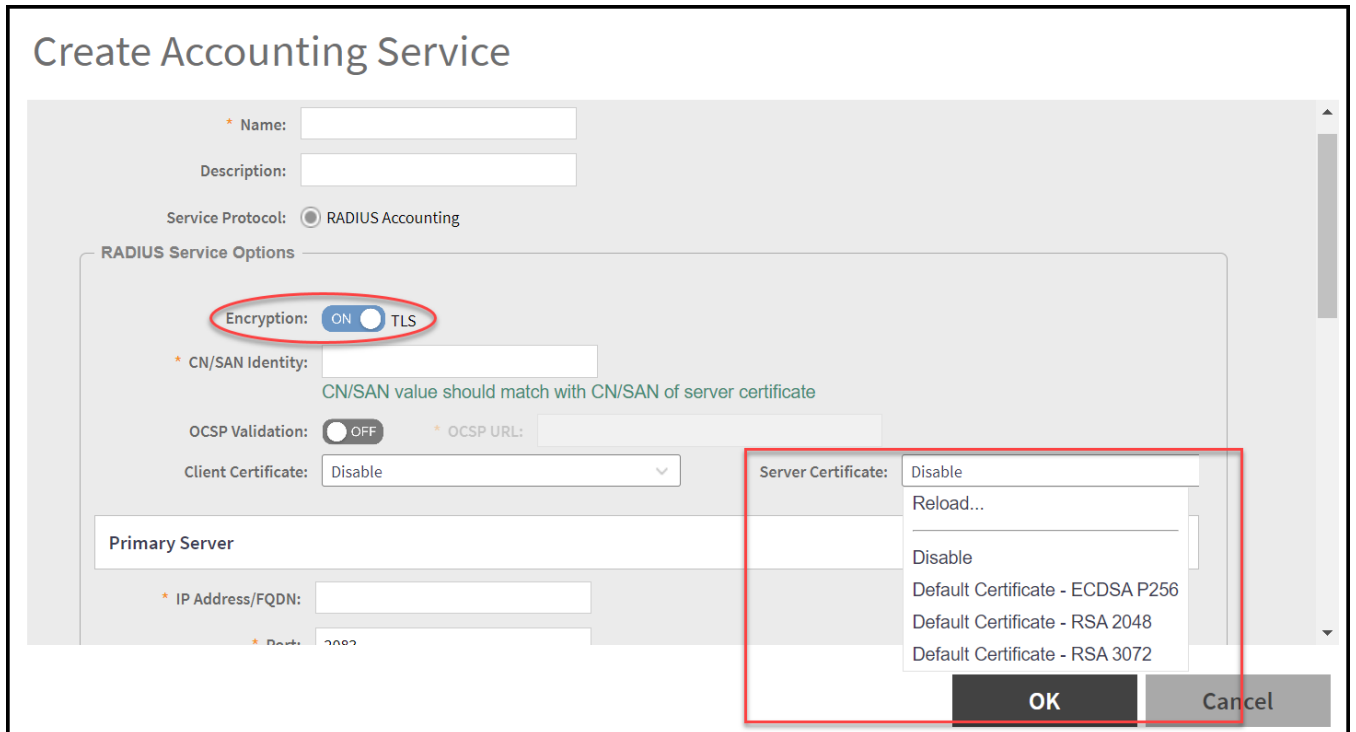 Create Accounting Service
* Name:
Description:
Service Protocol: RADIUS Accounting
RADIUS Service Options
Encryption: ON TLS
* CN/SAN Identity:
CN/SAN value should match with CN/SAN of server certificate
OCSP Validation: OFF * OCSP URL:
Client Certificate: Disable Server Certificate: Disable
Reload...
Primary Server
Disable
* IP Address/FQDN:
Default Certificate - ECDSA P256
Default Certificate - RSA 2048
* Port: 2083
Default Certificate - RSA 3072
OK Cancel